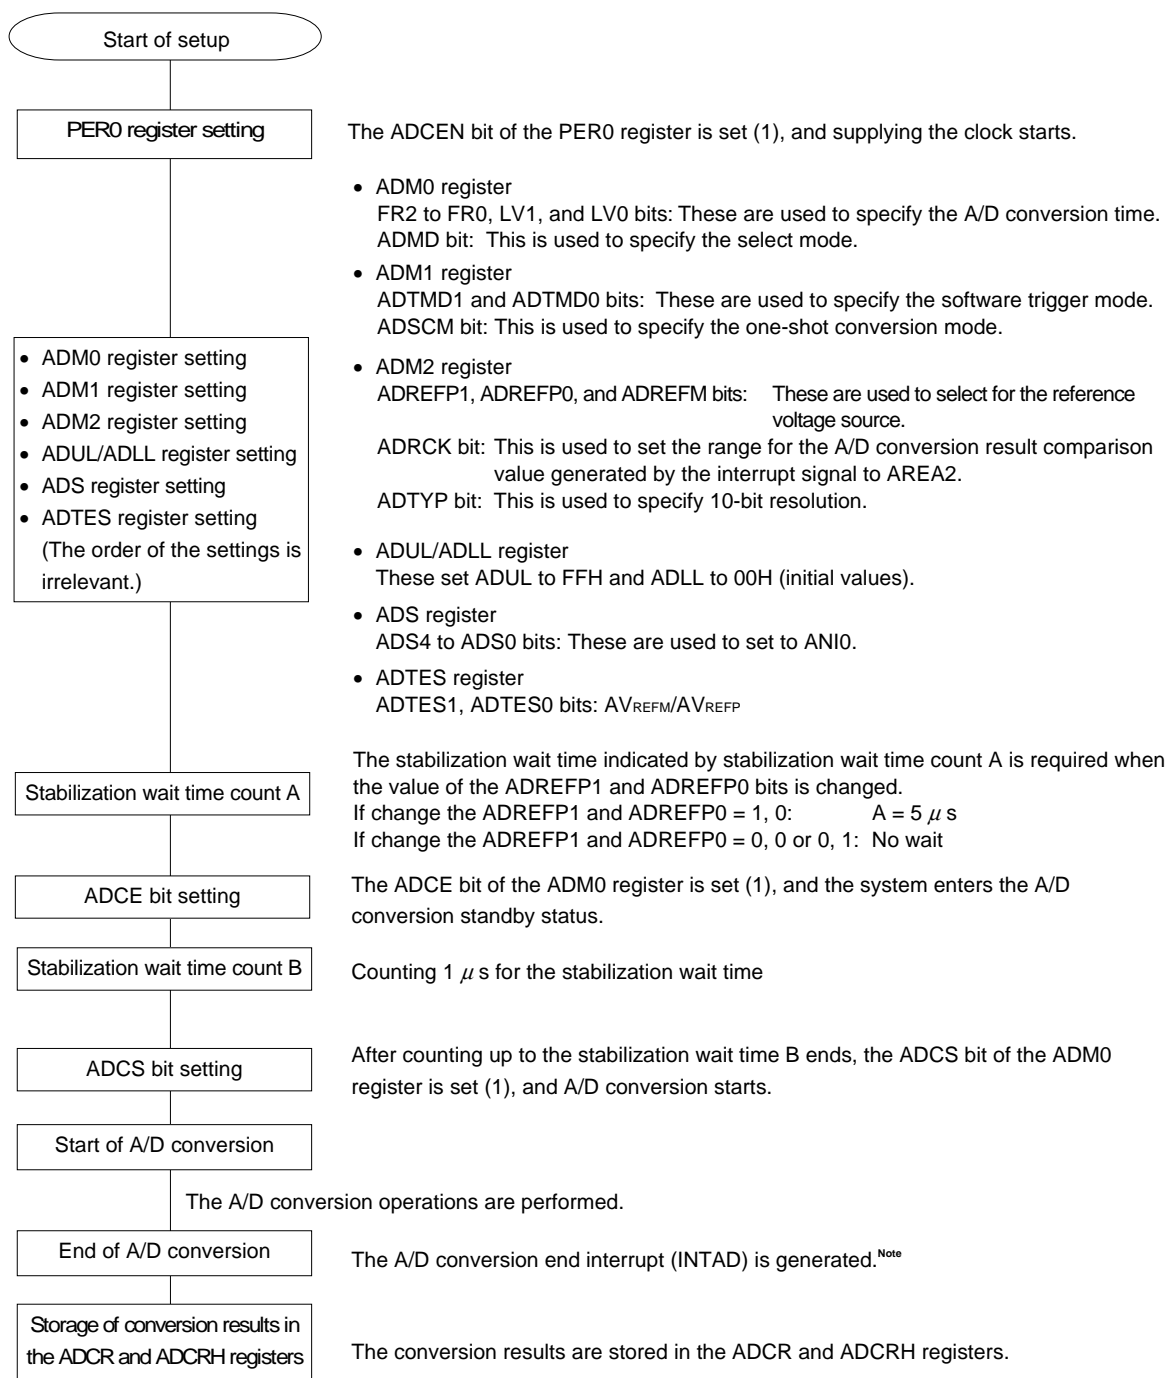 Start of setup
PER0 register setting
The ADCEN bit of the PER0 register is set (1), and supplying the clock starts.
• ADM0 register
FR2 to FR0, LV1, and LV0 bits: These are used to specify the A/D conversion time.
ADMD bit: This is used to specify the select mode.
• ADM1 register
ADTMD1 and ADTMD0 bits: These are used to specify the software trigger mode.
ADSCM bit: This is used to specify the one-shot conversion mode.
• ADM0 register setting
• ADM1 register setting
• ADM2 register setting
• ADUL/ADLL register setting
• ADS register setting
• ADTES register setting
(The order of the settings is
irrelevant.)
• ADM2 register
ADREFP1, ADREFP0, and ADREFM bits: These are used to select for the reference
voltage source.
ADRCK bit: This is used to set the range for the A/D conversion result comparison
value generated by the interrupt signal to AREA2.
ADTYP bit: This is used to specify 10-bit resolution.
• ADUL/ADLL register
These set ADUL to FFH and ADLL to 00H (initial values).
• ADS register
ADS4 to ADS0 bits: These are used to set to ANI0.
• ADTES register
ADTES1, ADTES0 bits: AVREFM/AVREFP
Stabilization wait time count A
The stabilization wait time indicated by stabilization wait time count A is required when
the value of the ADREFP1 and ADREFP0 bits is changed.
If change the ADREFP1 and ADREFP0 = 1, 0: A = 5 μ s
If change the ADREFP1 and ADREFP0 = 0, 0 or 0, 1: No wait
ADCE bit setting
The ADCE bit of the ADM0 register is set (1), and the system enters the A/D
conversion standby status.
Stabilization wait time count B
Counting 1 μ s for the stabilization wait time
ADCS bit setting
After counting up to the stabilization wait time B ends, the ADCS bit of the ADM0
register is set (1), and A/D conversion starts.
Start of A/D conversion
The A/D conversion operations are performed.
End of A/D conversion
The A/D conversion end interrupt (INTAD) is generated.Note
Storage of conversion results in
the ADCR and ADCRH registers
The conversion results are stored in the ADCR and ADCRH registers.